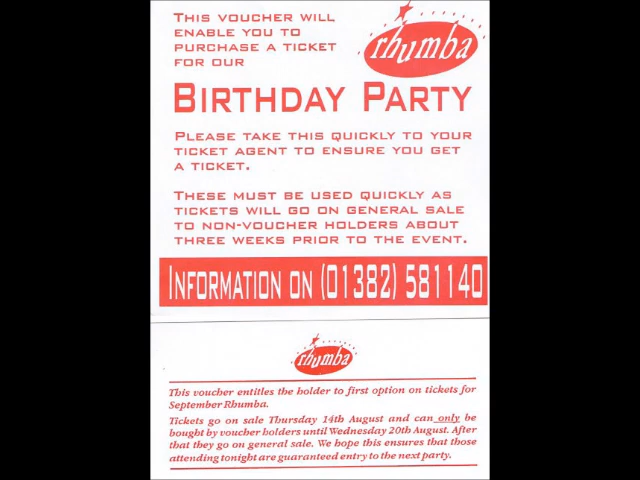 THIS VOUCHER WILL
ENABLE YOU TO
PURCHASE A TICKET
FOR OUR
rhumba
BIRTHDAY PARTY
PLEASE TAKE THIS QUICKLY TO YOUR
TICKET AGENT TO ENSURE YOU GET
A TICKET.
THESE MUST BE USED QUICKLY AS
TICKETS WILL GO ON GENERAL SALE
TO NON-VOUCHER HOLDERS ABOUT
THREE WEEKS PRIOR TO THE EVENT.
INFORMATION ON (01382) 581140
rhumba
This voucher entitles the holder to first option on tickets for
September Rhumba.
Tickets go on sale Thursday 14th August and can only be
bought by voucher holders until Wednesday 20th August. After
that they go on general sale. We hope this ensures that those
attending tonight are guaranteed entry to the next party.